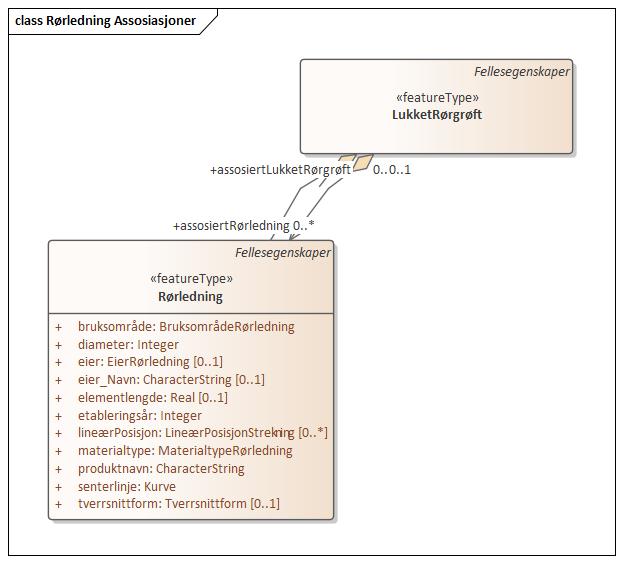 class Rørledning Assosiasjoner
Fellesegenskaper
«featureType»
LukketRørgrøft
+assosiertLukketRørgrøft 0..0..1
+assosiertRørledning 0..*
Fellesegenskaper
«featureType»
Rørledning
+ bruksområde: BruksområdeRørledning
+ diameter: Integer
+ eier: EierRørledning [0..1]
+ eier_Navn: CharacterString [0..1]
+ elementlengde: Real [0..1]
+ etableringsår: Integer
+ lineærPosisjon: LineærPosisjonStrekning [0..*]
+ materialtype: MaterialtypeRørledning
+ produktnavn: CharacterString
+ senterlinje: Kurve
+ tverrsnittform: Tverrsnittform [0..1]